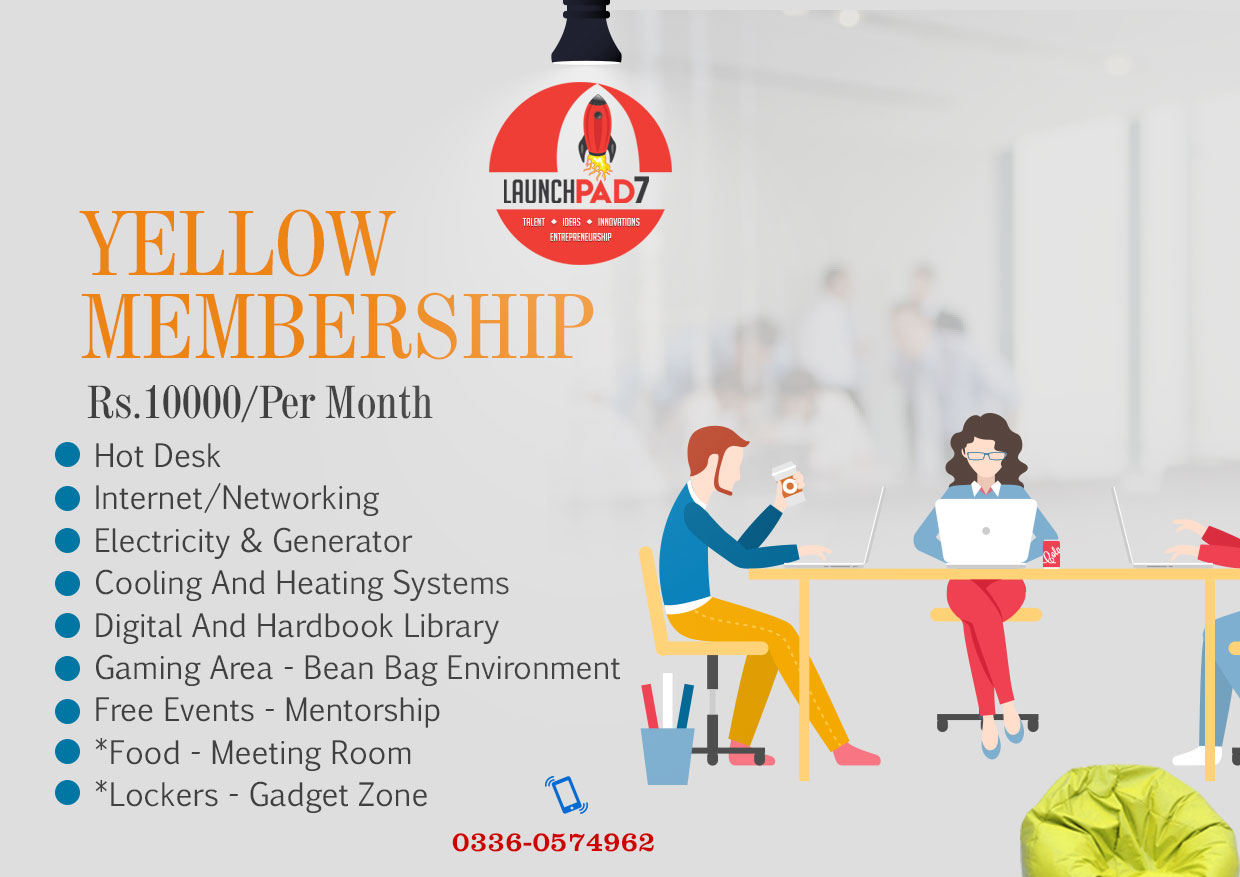 LAUNCHPAD7
TALENT ◆ IDEAS ◆ INNOVATIONS
ENTREPRENEURSHIP
YELLOW
MEMBERSHIP
Rs.10000/Per Month
Hot Desk
Internet/Networking
Electricity & Generator
Cooling And Heating Systems
Digital And Hardbook Library
Gaming Area - Bean Bag Environment
Free Events - Mentorship
*Food - Meeting Room
*Lockers - Gadget Zone
Cola
0336-0574962